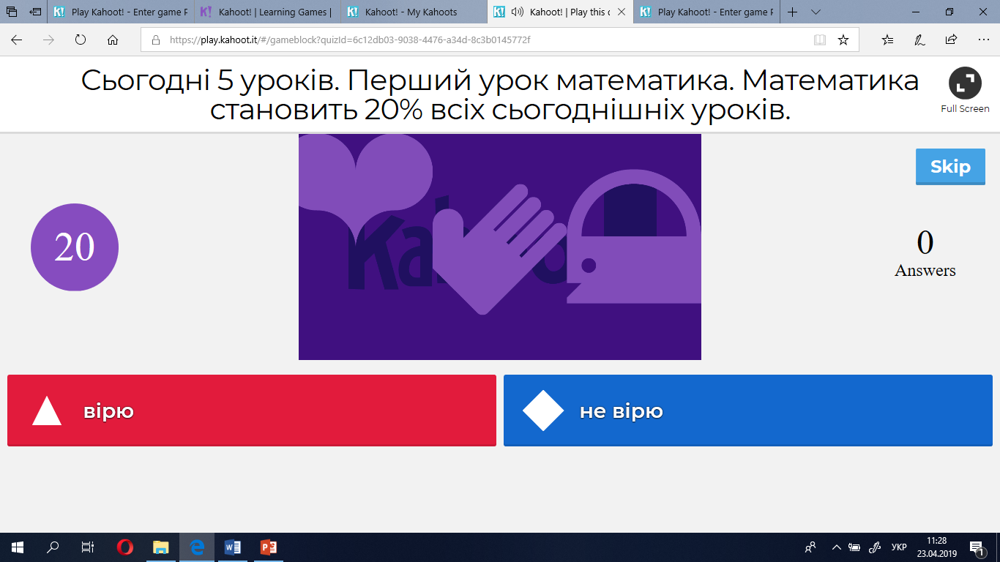 Play Kahoot! - Enter game P
Kahoot! | Learning Games |
Kahoot! - My Kahoots
Kahoot! | Play this
Play Kahoot! - Enter game P
https://play.kahoot.it/#/gameblock?quizId=6c12db03-9038-4476-a34d-8c3b0145772f
Сьогодні 5 уроків. Перший урок математика. Математика
становить 20% всіх сьогоднішніх уроків.
Full Screen
Skip
20
0
Answers
вірю
не вірю
УКР
11:28
23.04.2019
1